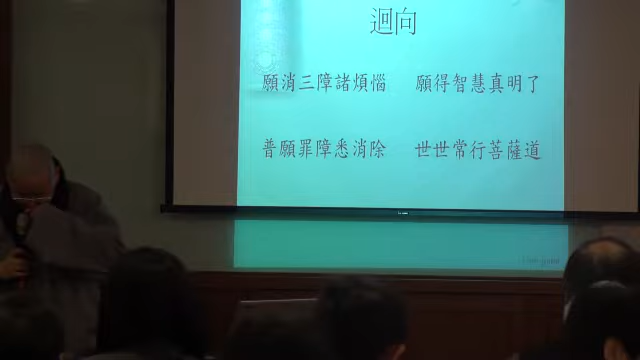 迴向
願消三障諸煩惱 願得智慧真明了
普願罪障悉消除 世世常行菩薩道